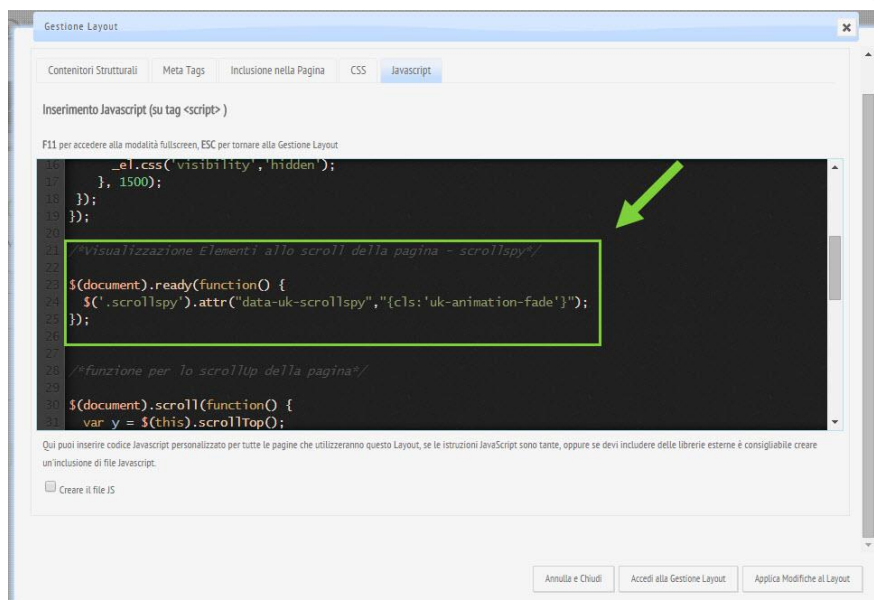 Gestione Layout
Contenitori Strutturali Meta Tags Inclusione nella Pagina CSS Javascript
Inserimento Javascript (su tag <script> )
F11 per accedere alla modalità fullscreen, ESC per tornare alla Gestione Layout
16 _el.css('visibility','hidden');
17 }, 1500);
18 });
19 });
20
21 /*Visualizzazione Elementi allo scroll della pagina - scrollspy*/
22
23 $(document).ready(function() {
24 $('.scrollspy').attr("data-uk-scrollspy","{cls:'uk-animation-fade'}");
25 });
26
27
28 /*funzione per lo scrollUp della pagina*/
29
30 $(document).scroll(function() {
31 var y = $(this).scrollTop();
Qui puoi inserire codice Javascript personalizzato per tutte le pagine che utilizzeranno questo Layout, se le istruzioni JavaScript sono tante, oppure se devi includere delle librerie esterne è consigliabile creare
un'inclusione di file Javascript.
Creare il file JS
Annulla e Chiudi Accedi alla Gestione Layout Applica Modifiche al Layout